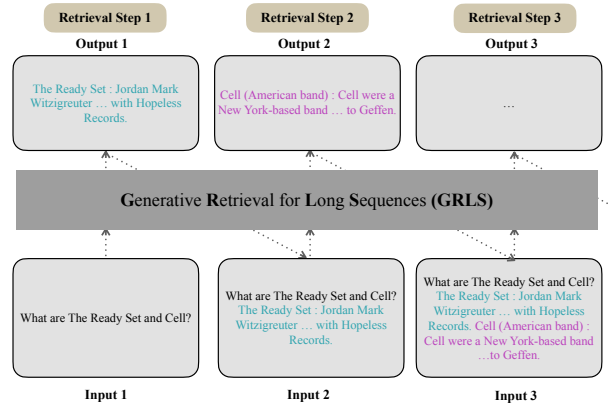 Retrieval Step 1
Retrieval Step 2
Retrieval Step 3
Output 1
Output 2
Output 3
The Ready Set : Jordan Mark
Witzigreuter … with Hopeless
Records.
Cell (American band) : Cell were a
New York-based band … to Geffen.
…
Generative Retrieval for Long Sequences (GRLS)
What are The Ready Set and Cell?
What are The Ready Set and Cell?
The Ready Set : Jordan Mark
Witzigreuter … with Hopeless
Records.
What are The Ready Set and Cell?
The Ready Set : Jordan Mark
Witzigreuter … with Hopeless
Records. Cell (American band) :
Cell were a New York-based band
…to Geffen.
Input 1
Input 2
Input 3